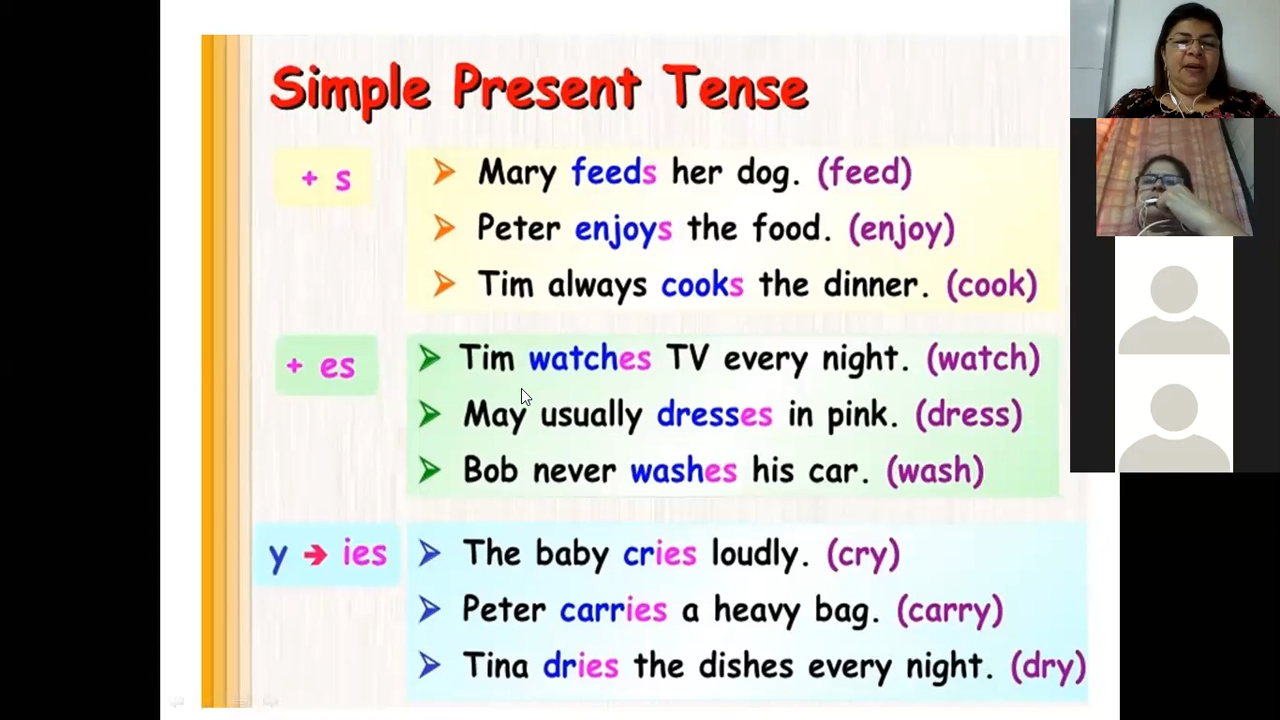 Simple Present Tense
+ s
Mary feeds her dog. (feed)
Peter enjoys the food. (enjoy)
Tim always cooks the dinner. (cook)
+ es
Tim watches TV every night. (watch)
May usually dresses in pink. (dress)
Bob never washes his car. (wash)
y → ies
The baby cries loudly. (cry)
Peter carries a heavy bag. (carry)
Tina dries the dishes every night. (dry)